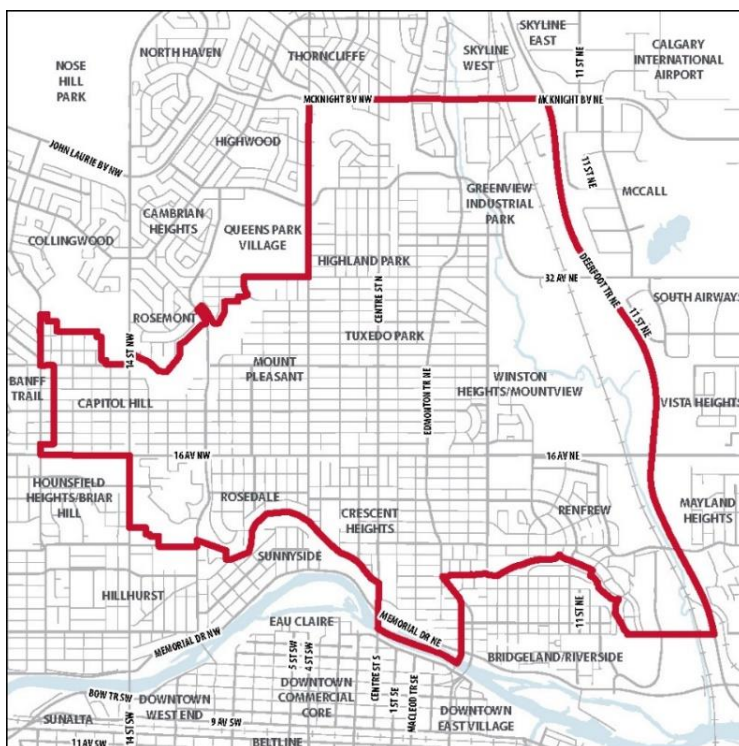 SKYLINE
EAST
11 ST NE
NORTH HAVEN
THORNCLIFFE
SKYLINE
WEST
CALGARY
INTERNATIONAL
AIRPORT
NOSE
HILL
PARK
MCKNIGHT BV NW
MCKNIGHT BV NE
HIGHWOOD
JOHN LAURIE BV NW
11 ST NE
MCCALL
GREENVIEW
INDUSTRIAL
PARK
CAMBRIAN
HEIGHTS
COLLINGWOOD
QUEENS PARK
VILLAGE
HIGHLAND PARK
CENTRE ST N
32 AV NE
DEERFOOT TR NE
11 ST NE
SOUTH AIRWAYS
ROSEMONT
14 ST NW
TUXEDO PARK
MOUNT
PLEASANT
BANFF
TRAIL
CAPITOL HILL
EDMONTON TR NE
WINSTON
HEIGHTS/MOUNTVIEW
VISTA HEIGHTS
16 AV NW
16 AV NE
HOUNSFIELD
HEIGHTS/BRIAR
HILL
ROSEDALE
CRESCENT
HEIGHTS
RENFREW
MAYLAND
HEIGHTS
SUNNYSIDE
HILLHURST
MEMORIAL DR NW
EAU CLAIRE
MEMORIAL DR NE
11 ST NE
BRIDGELAND/RIVERSIDE
5 ST SW
4 ST SW
CENTRE ST S
1 ST SE
MACLEOD TR SE
BOW TR SW
DOWNTOWN
WEST END
DOWNTOWN
COMMERCIAL
CORE
DOWNTOWN
EAST VILLAGE
SUNALTA
14 ST SW
9 AV SW
11 AV SW
BELTLINE